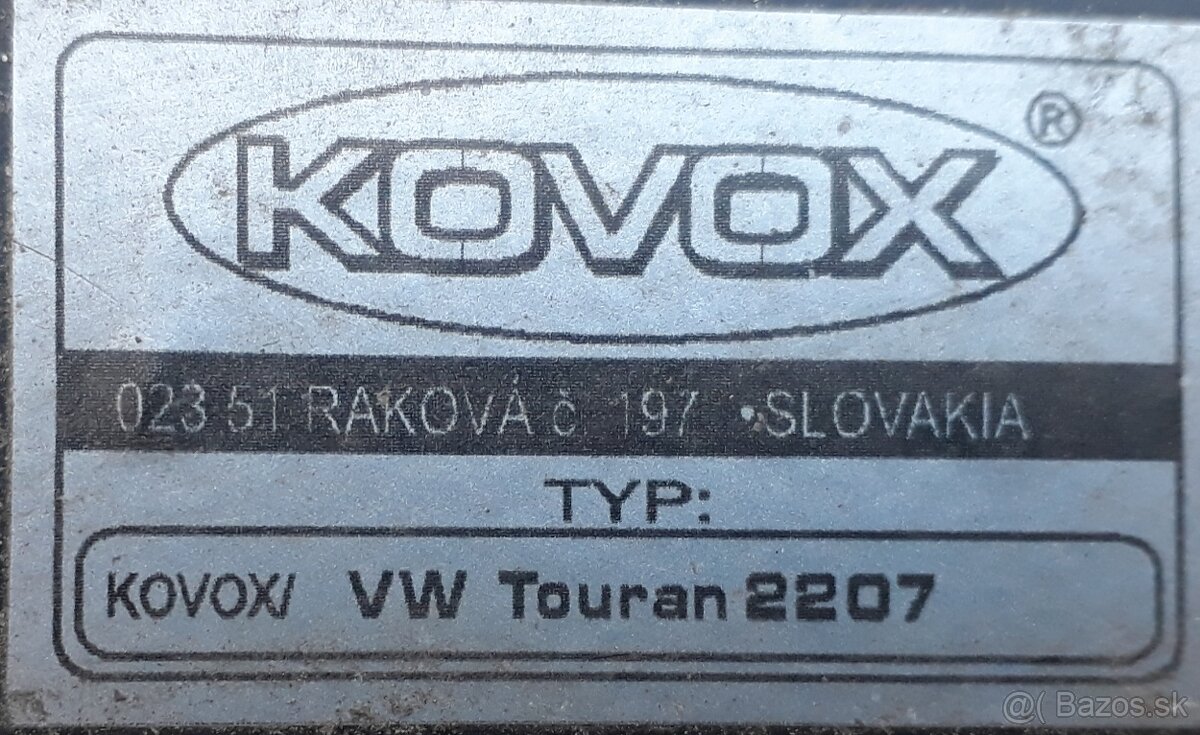 KOVOX ®
023 51 RAKOVÁ č 197 •SLOVAKIA
TYP:
KOVOX/ VW Touran 2207
@( Bazos.sk